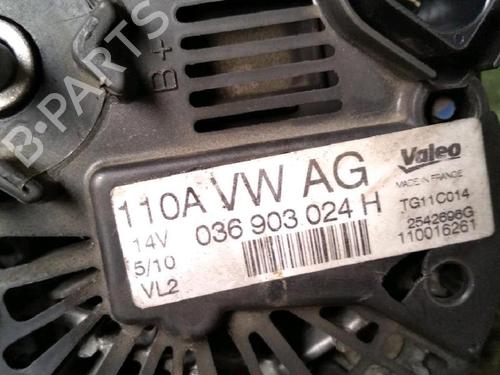 B+
B-PARTS
110A VW AG
Valeo
MADE IN FRANCE
14V
036 903 024 H
TG11C014
5/10
2542696G
VL2
110016261